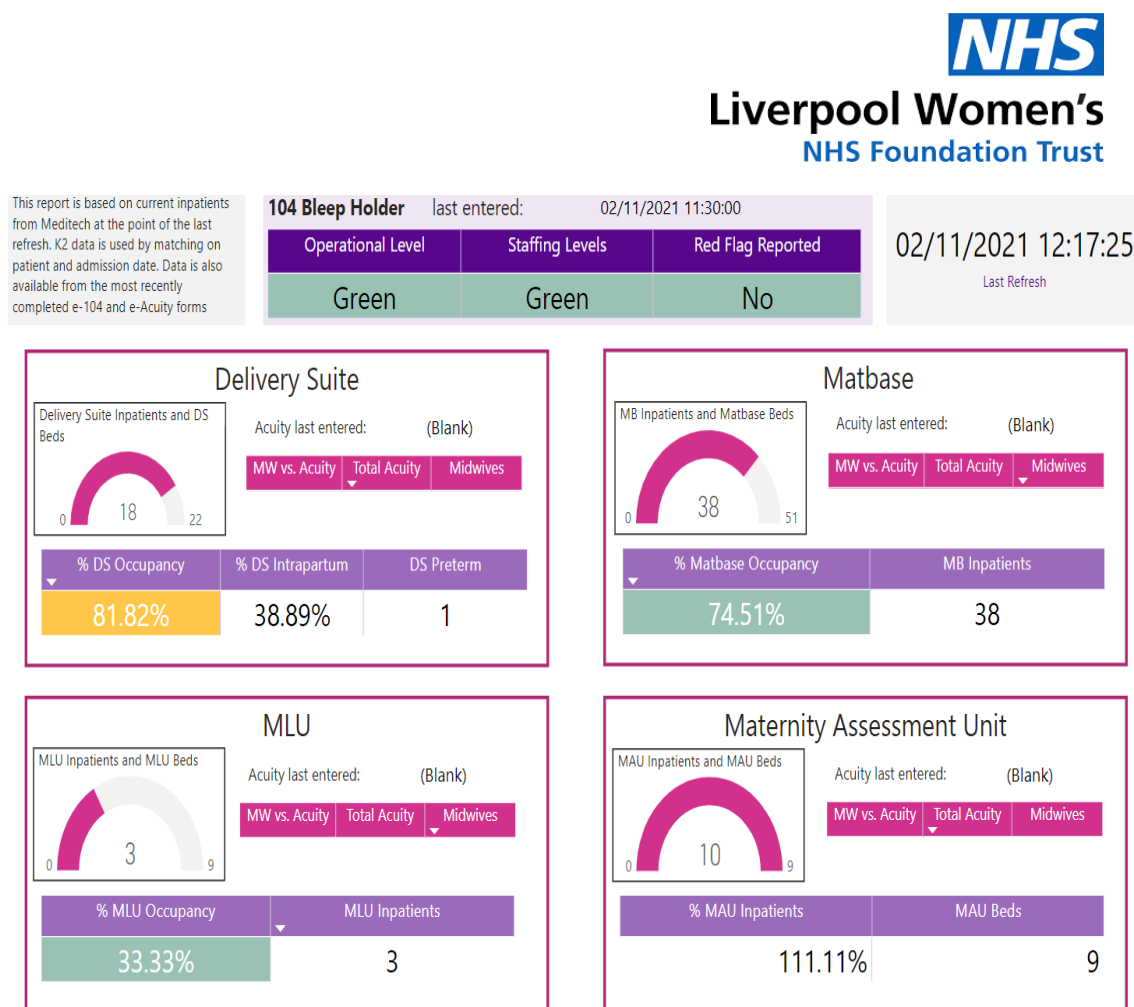 NHS
Liverpool Women's
NHS Foundation Trust
This report is based on current inpatients
from Meditech at the point of the last
refresh. K2 data is used by matching on
patient and admission date. Data is also
available from the most recently
completed e-104 and e-Acuity forms
104 Bleep Holder last entered: 02/11/2021 11:30:00
Operational Level Staffing Levels Red Flag Reported
Green Green No
02/11/2021 12:17:25
Last Refresh
Delivery Suite
Delivery Suite Inpatients and DS
Beds
0 18 22
Acuity last entered: (Blank)
MW vs. Acuity Total Acuity Midwives
% DS Occupancy % DS Intrapartum DS Preterm
81.82% 38.89% 1
Matbase
MB Inpatients and Matbase Beds
0 38 51
Acuity last entered: (Blank)
MW vs. Acuity Total Acuity Midwives
% Matbase Occupancy MB Inpatients
74.51% 38
MLU
MLU Inpatients and MLU Beds
0 3 9
Acuity last entered: (Blank)
MW vs. Acuity Total Acuity Midwives
% MLU Occupancy MLU Inpatients
33.33% 3
Maternity Assessment Unit
MAU Inpatients and MAU Beds
0 10 9
Acuity last entered: (Blank)
MW vs. Acuity Total Acuity Midwives
% MAU Inpatients MAU Beds
111.11% 9